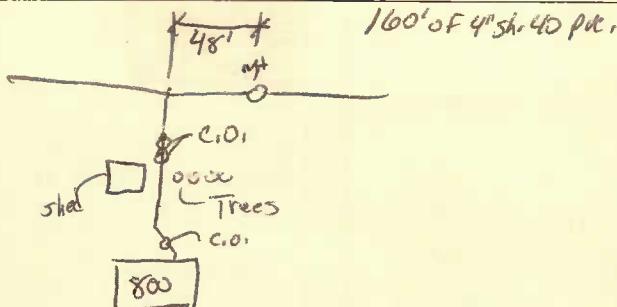 160' of 4" sh. 40 pvc.
48'
MH
C.O.
shed
Trees
C.O.
800